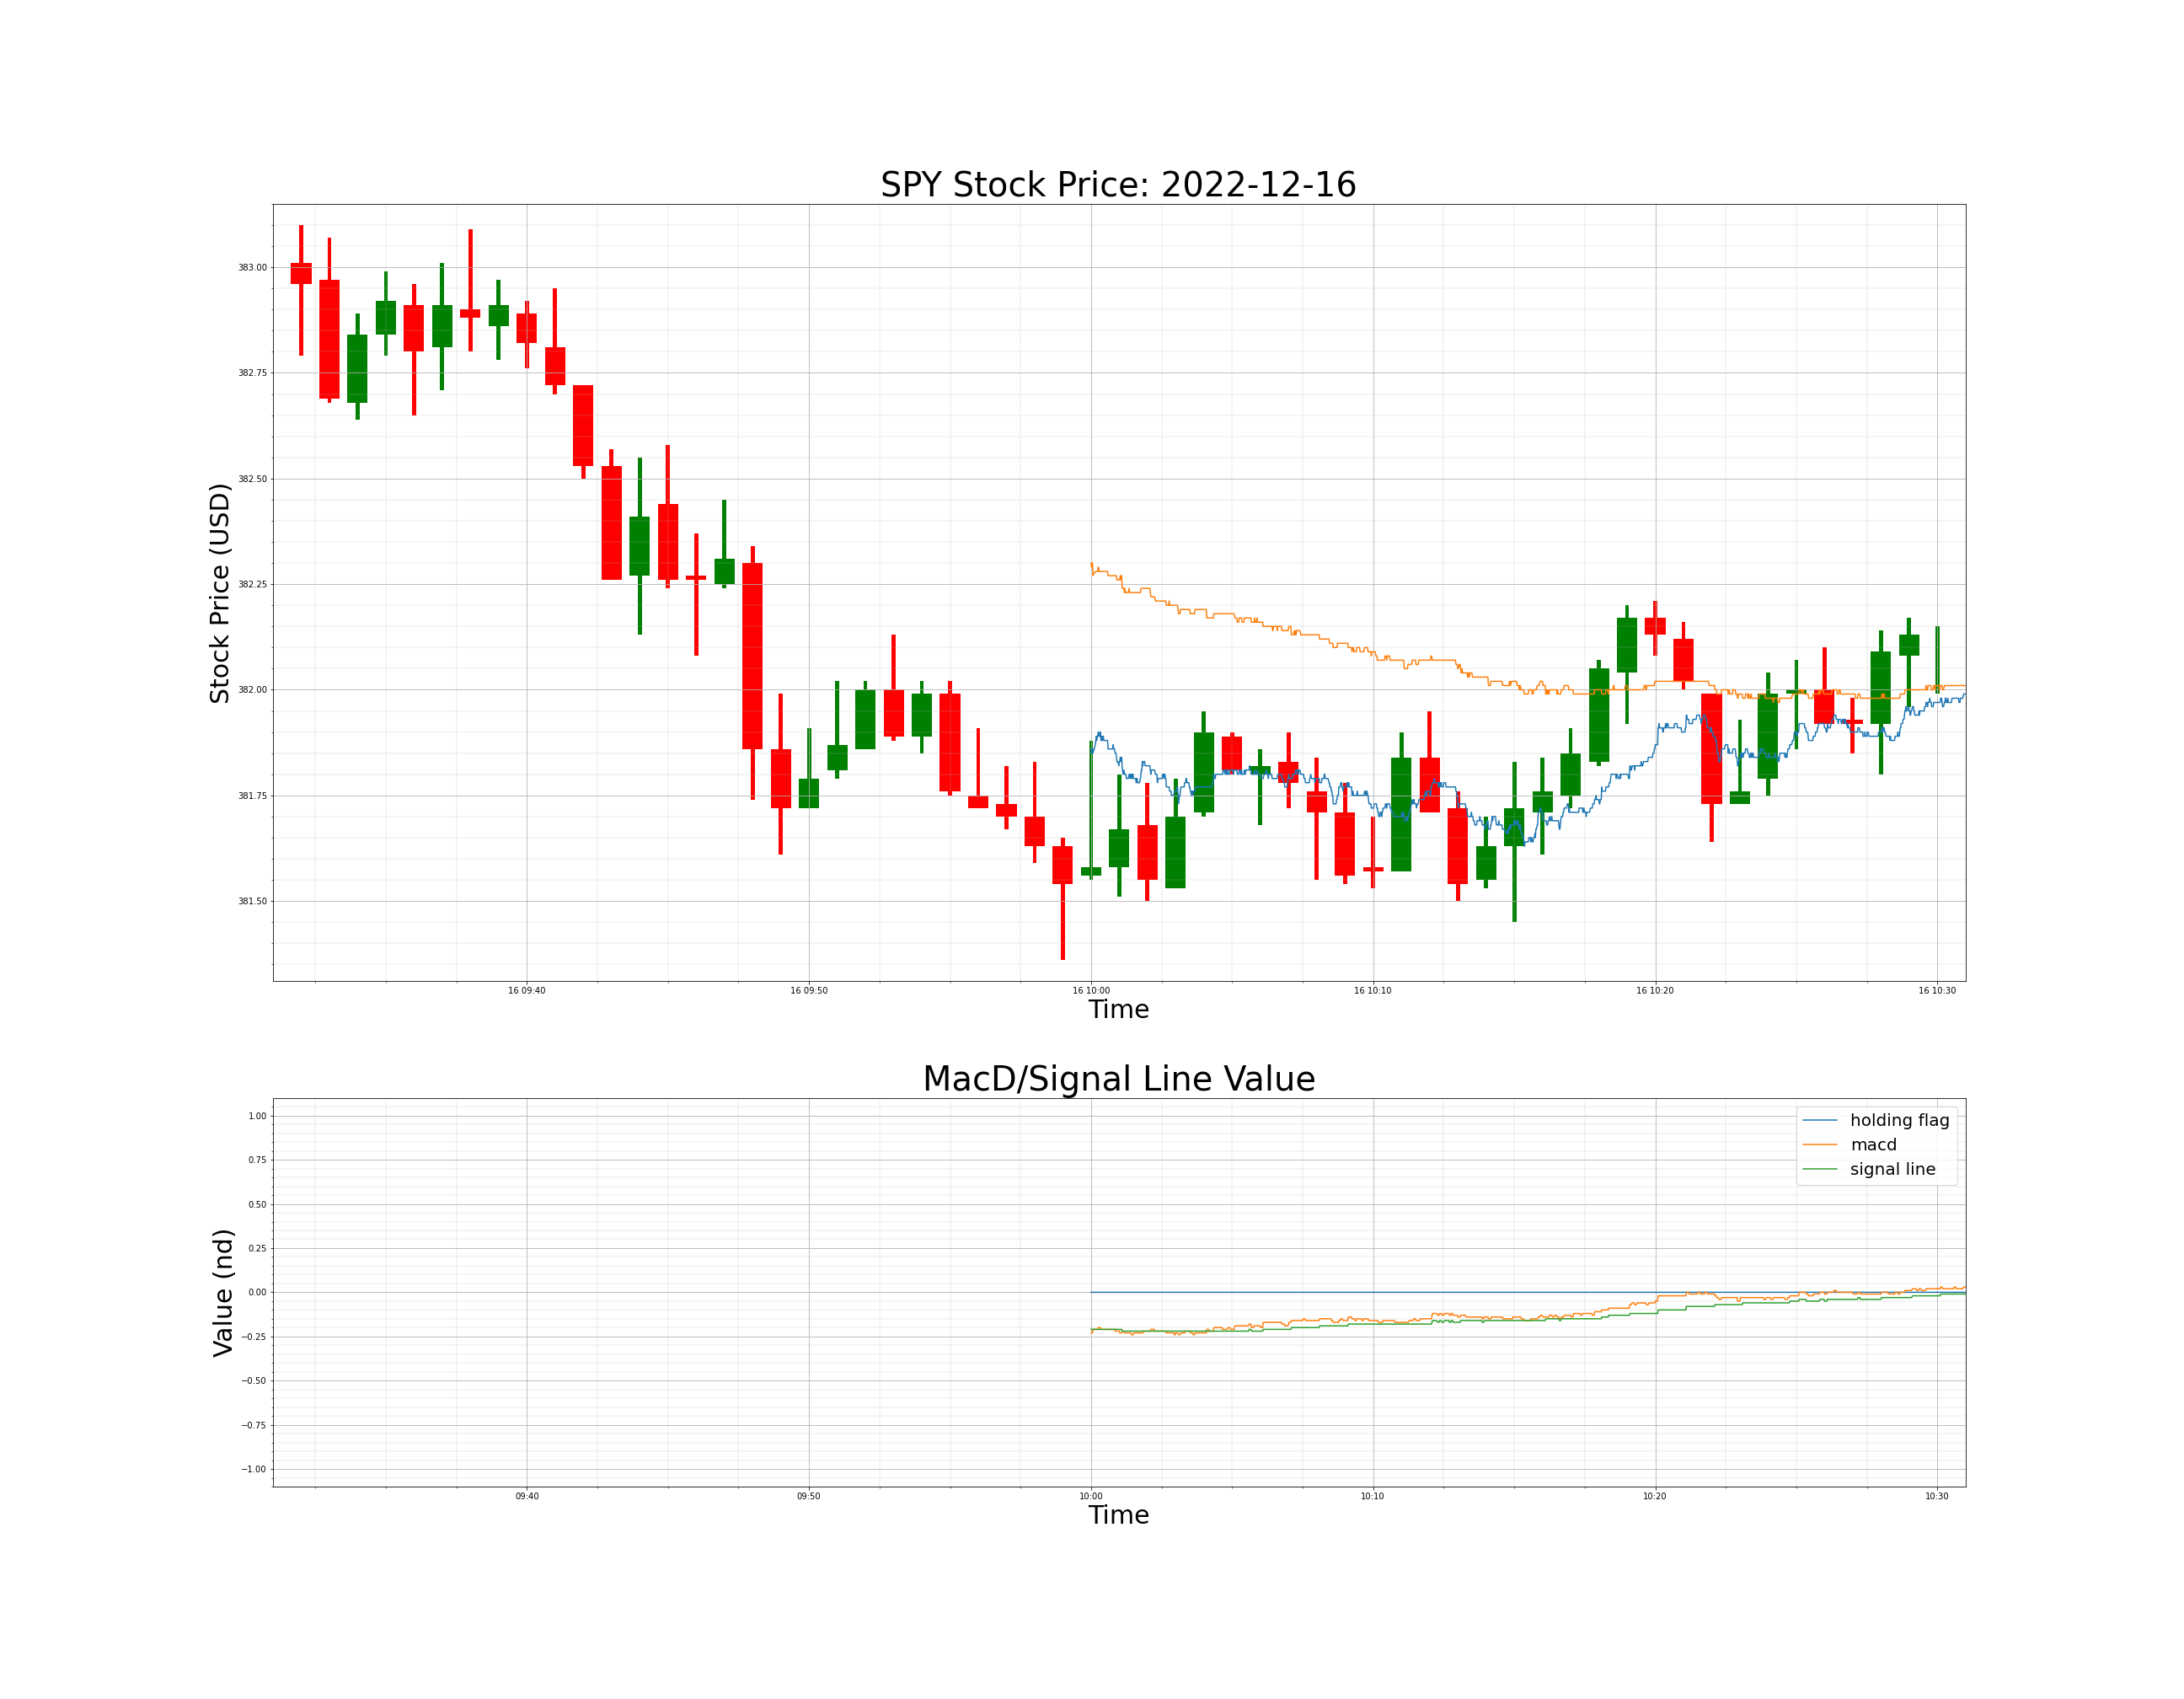 SPY Stock Price: 2022-12-16
Stock Price (USD)
383.00
382.75
382.50
382.25
382.00
381.75
381.50
16 09:40 16 09:50 16 10:00 16 10:10 16 10:20 16 10:30
Time
MacD/Signal Line Value
Value (nd)
1.00
0.75
0.50
0.25
0.00
−0.25
−0.50
−0.75
−1.00
holding flag
macd
signal line
09:40 09:50 10:00 10:10 10:20 10:30
Time